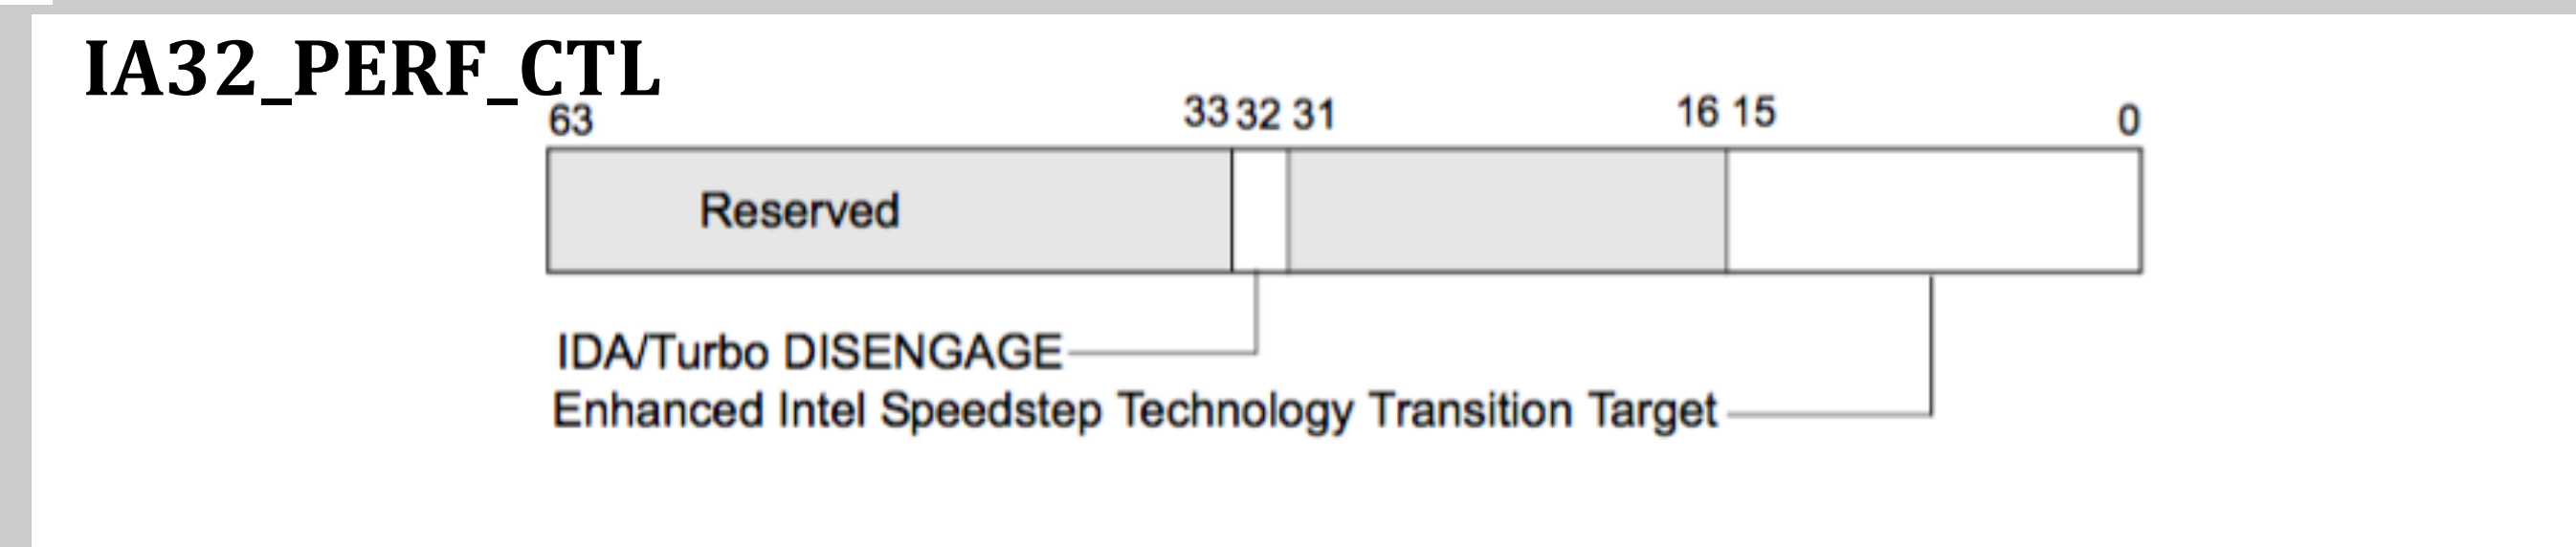 IA32_PERF_CTL
63 33 32 31 16 15 0
Reserved
IDA/Turbo DISENGAGE
Enhanced Intel Speedstep Technology Transition Target